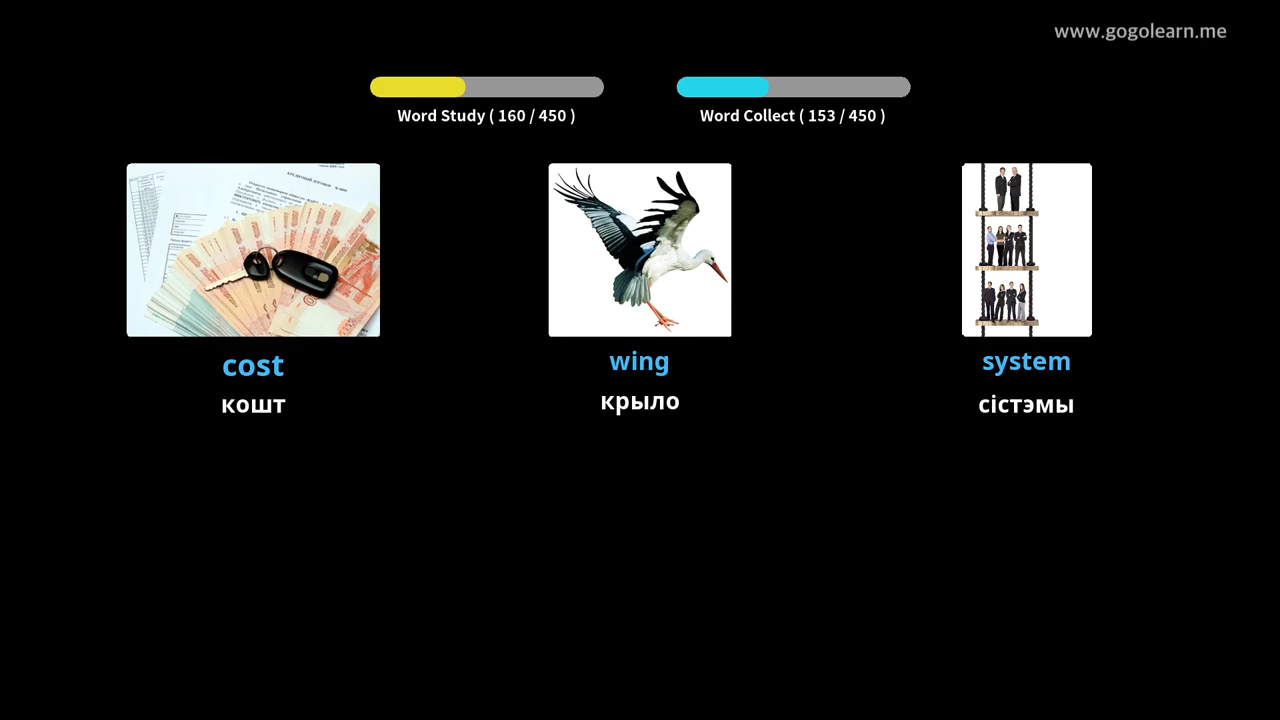 www.gogolearn.me
Word Study ( 160 / 450 )
Word Collect ( 153 / 450 )
cost
wing
system
кошт
крыло
сістэмы